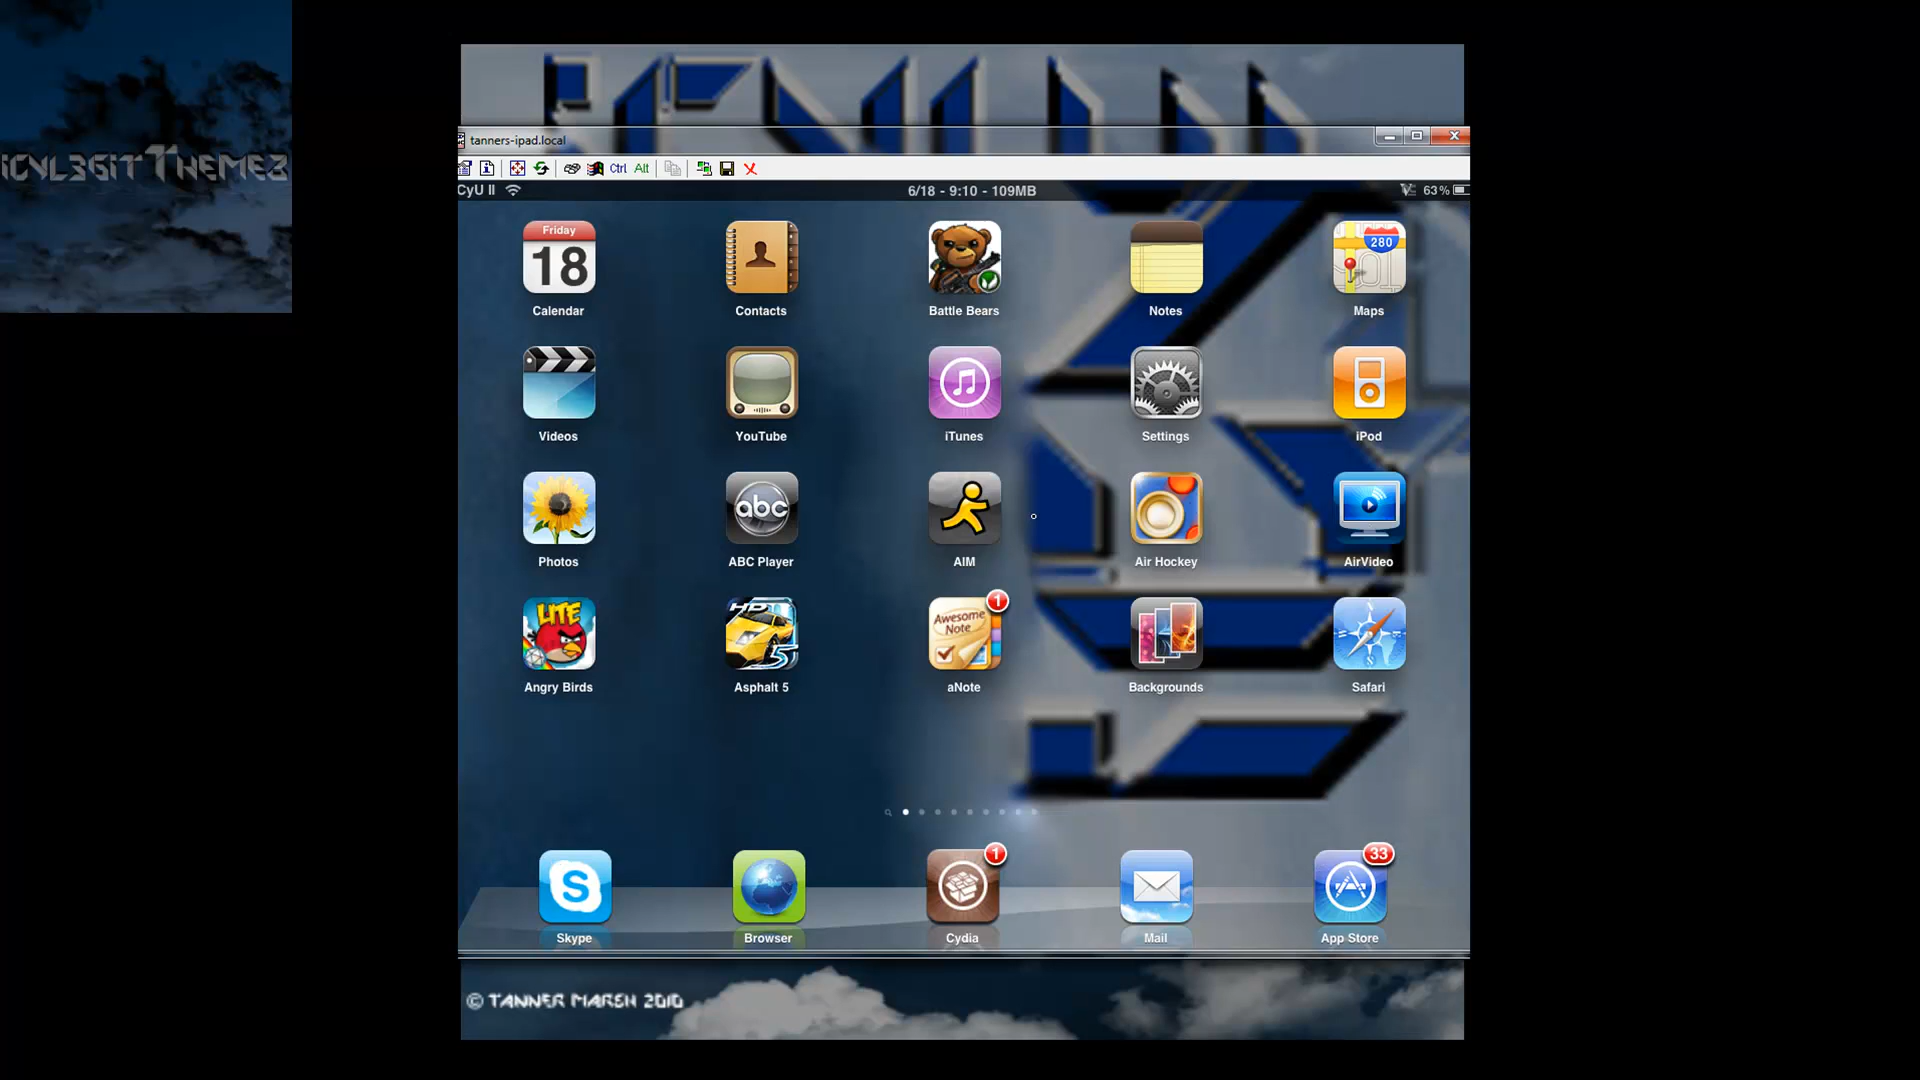 iCYL3GiTTHEMEZ
tanners-ipad.local
Ctrl Alt
CyU II 6/18 - 9:10 - 109MB 63%
Friday
18
280
Calendar Contacts Battle Bears Notes Maps
Videos YouTube iTunes Settings iPod
abc
Photos ABC Player AIM Air Hockey AirVideo
LITE HD 5 Awesome Note 1
Angry Birds Asphalt 5 aNote Backgrounds Safari
S 1 33
Skype Browser Cydia Mail App Store
© TANNER MARSH 2010